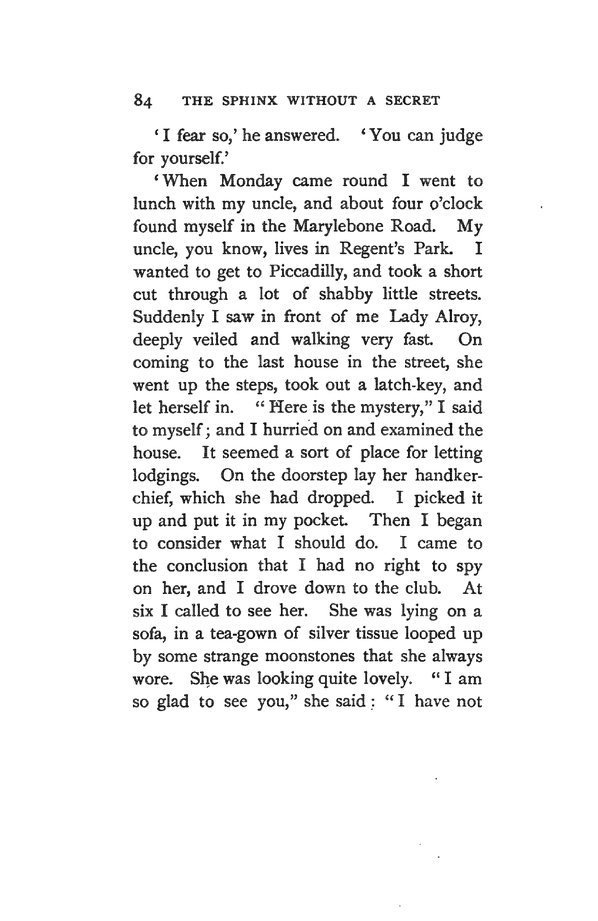 84 THE SPHINX WITHOUT A SECRET
‘I fear so,’ he answered. ‘You can judge
for yourself.’
‘When Monday came round I went to
lunch with my uncle, and about four o’clock
found myself in the Marylebone Road. My
uncle, you know, lives in Regent’s Park. I
wanted to get to Piccadilly, and took a short
cut through a lot of shabby little streets.
Suddenly I saw in front of me Lady Alroy,
deeply veiled and walking very fast. On
coming to the last house in the street, she
went up the steps, took out a latch-key, and
let herself in. “Here is the mystery,” I said
to myself; and I hurried on and examined the
house. It seemed a sort of place for letting
lodgings. On the doorstep lay her handker-
chief, which she had dropped. I picked it
up and put it in my pocket. Then I began
to consider what I should do. I came to
the conclusion that I had no right to spy
on her, and I drove down to the club. At
six I called to see her. She was lying on a
sofa, in a tea-gown of silver tissue looped up
by some strange moonstones that she always
wore. She was looking quite lovely. “I am
so glad to see you,” she said: “I have not